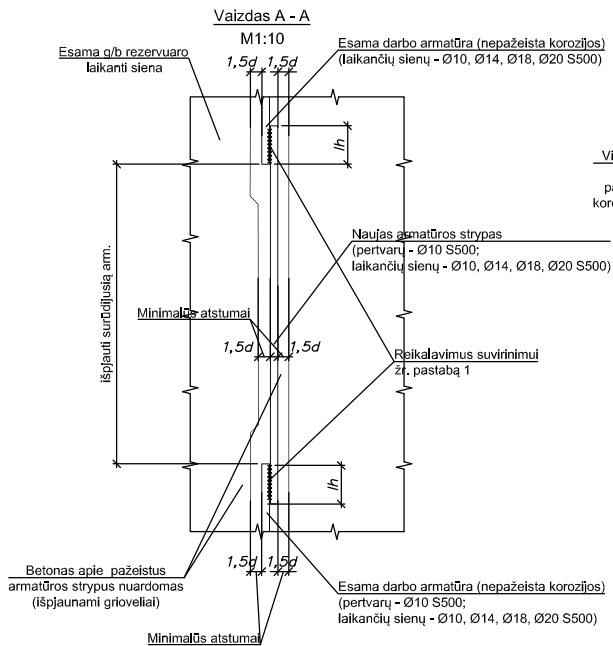 Vaizdas A - A
M1:10
Esama g/b rezervuaro
laikanti siena
1,5d 1,5d
Esama darbo armatūra (nepažeista korozijos)
(laikančių sienų - Ø10, Ø14, Ø18, Ø20 S500)
lh
Vi
pa
koro
Naujas armatūros strypas
(pertvarų - Ø10 S500;
laikančių sienų - Ø10, Ø14, Ø18, Ø20 S500)
išpjauti surūdijusią arm.
Minimalūs atstumai
1,5d 1,5d
Reikalavimus suvirinimui
žr. pastabą 1
lh
Betonas apie pažeistus
armatūros strypus nuardomas
(išpjaunami grioveliai)
1,5d 1,5d
Esama darbo armatūra (nepažeista korozijos)
(pertvarų - Ø10 S500;
laikančių sienų - Ø10, Ø14, Ø18, Ø20 S500)
Minimalūs atstumai